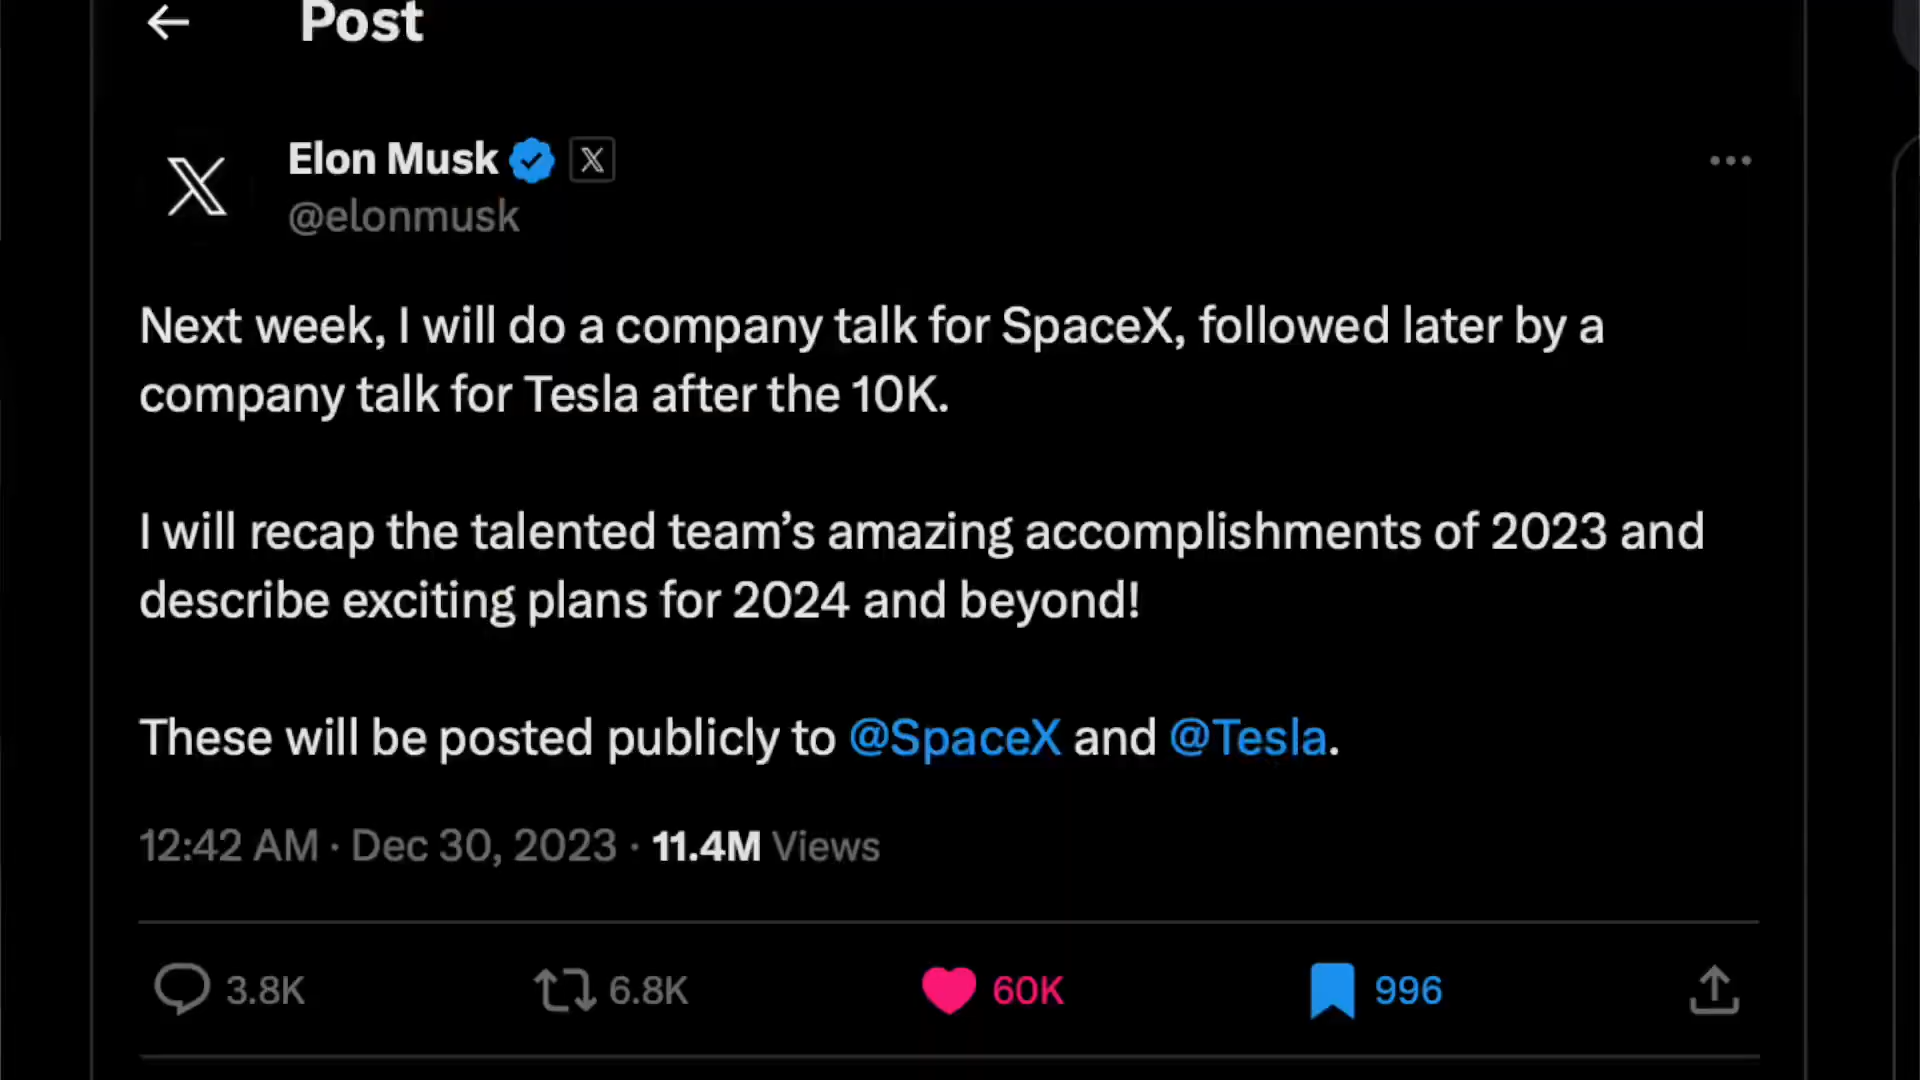 Post
Elon Musk
@elonmusk
Next week, I will do a company talk for SpaceX, followed later by a
company talk for Tesla after the 10K.
I will recap the talented team’s amazing accomplishments of 2023 and
describe exciting plans for 2024 and beyond!
These will be posted publicly to @SpaceX and @Tesla.
12:42 AM · Dec 30, 2023 · 11.4M Views
3.8K 6.8K 60K 996